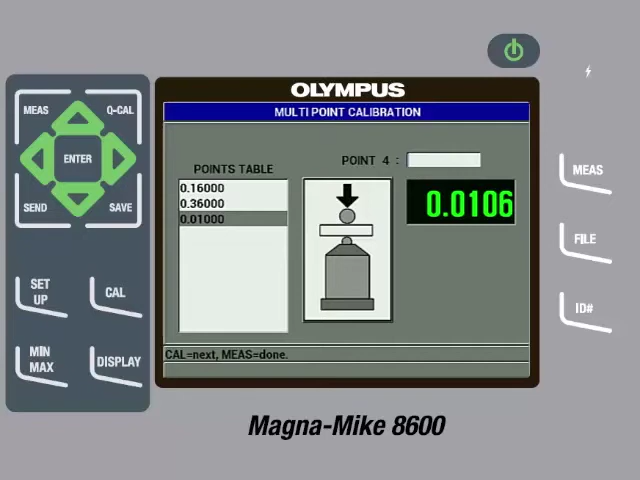 OLYMPUS
MULTI POINT CALIBRATION
MEAS
Q-CAL
ENTER
SEND
SAVE
SET UP
CAL
MIN MAX
DISPLAY
POINTS TABLE
0.16000
0.36000
0.01000
POINT 4 :
0.0106
CAL=next, MEAS=done.
MEAS
FILE
ID#
Magna-Mike 8600